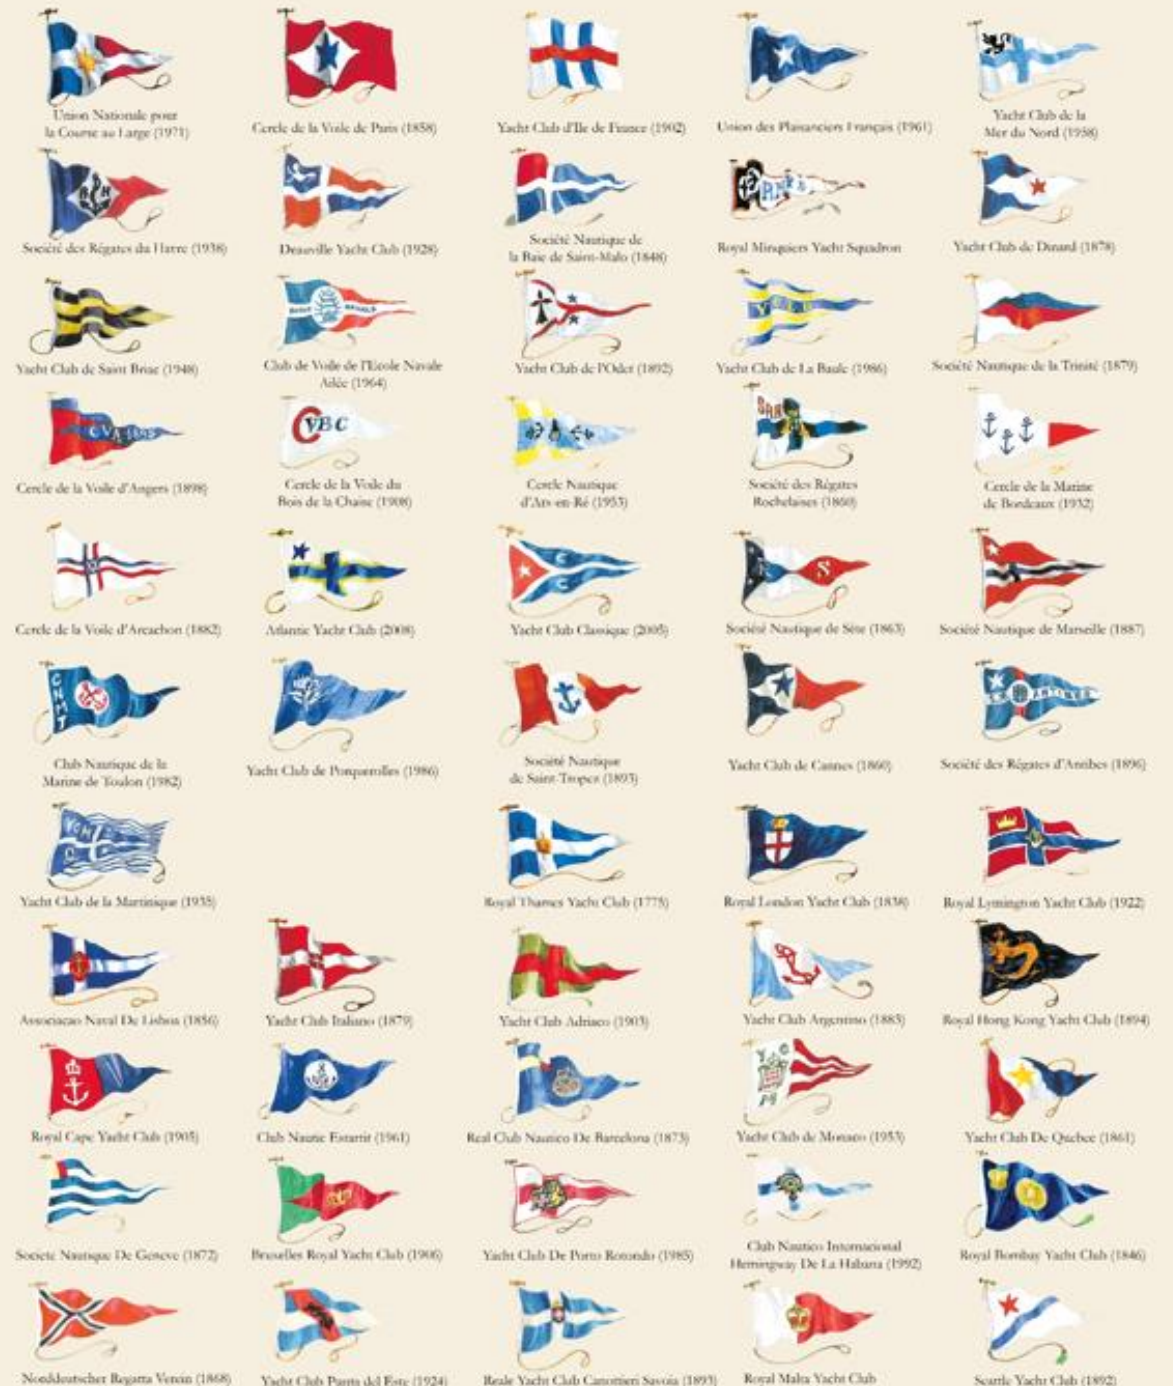 Union Nationale pour
la Course au Large (1971)
Cercle de la Voile de Paris (1858)
Yacht Club d'Ile de France (1902)
Union des Plaisanciers Français (1961)
Yacht Club de la
Mer du Nord (1958)
Société des Régates du Havre (1938)
Deauville Yacht Club (1928)
Société Nautique de
la Baie de Saint-Malo (1848)
Royal Minquiers Yacht Squadron
Yacht Club de Dinard (1878)
Yacht Club de Saint Briac (1948)
Club de Voile de l'Ecole Navale
Ailée (1964)
Yacht Club de l'Odet (1892)
Yacht Club de La Baule (1986)
Société Nautique de la Trinité (1879)
CVA 1898
Cercle de la Voile d'Angers (1898)
CVBC
Cercle de la Voile du
Bois de la Chaise (1908)
Cercle Nautique
d'Ars-en-Ré (1953)
SRR
Société des Régates
Rochelaises (1860)
Cercle de la Marine
de Bordeaux (1932)
Cercle de la Voile d'Arcachon (1882)
Atlantic Yacht Club (2008)
C
C
Yacht Club Classique (2005)
S
Société Nautique de Sète (1863)
Société Nautique de Marseille (1887)
CNMT
Club Nautique de la
Marine de Toulon (1982)
Yacht Club de Porquerolles (1986)
Société Nautique
de Saint-Tropez (1893)
Yacht Club de Cannes (1860)
ANTIBES
Société des Régates d'Antibes (1896)
Yacht Club de la Martinique (1935)
Royal Thames Yacht Club (1775)
Royal London Yacht Club (1838)
Royal Lymington Yacht Club (1922)
Associacao Naval De Lisboa (1856)
Yacht Club Italiano (1879)
Yacht Club Adriaco (1903)
Yacht Club Argentino (1883)
Royal Hong Kong Yacht Club (1894)
Royal Cape Yacht Club (1905)
Club Nautic Estartit (1961)
Real Club Nautico De Barcelona (1873)
Y C
M
Yacht Club de Monaco (1953)
Yacht Club De Quebec (1861)
Societe Nautique De Geneve (1872)
Bruxelles Royal Yacht Club (1906)
Yacht Club De Porto Rotondo (1985)
Club Nautico Internacional
Hemingway De La Habana (1992)
Royal Bombay Yacht Club (1846)
Norddeutscher Regatta Verein (1868)
Yacht Club Punta del Este (1924)
Reale Yacht Club Canottieri Savoia (1893)
Royal Malta Yacht Club
Seattle Yacht Club (1892)